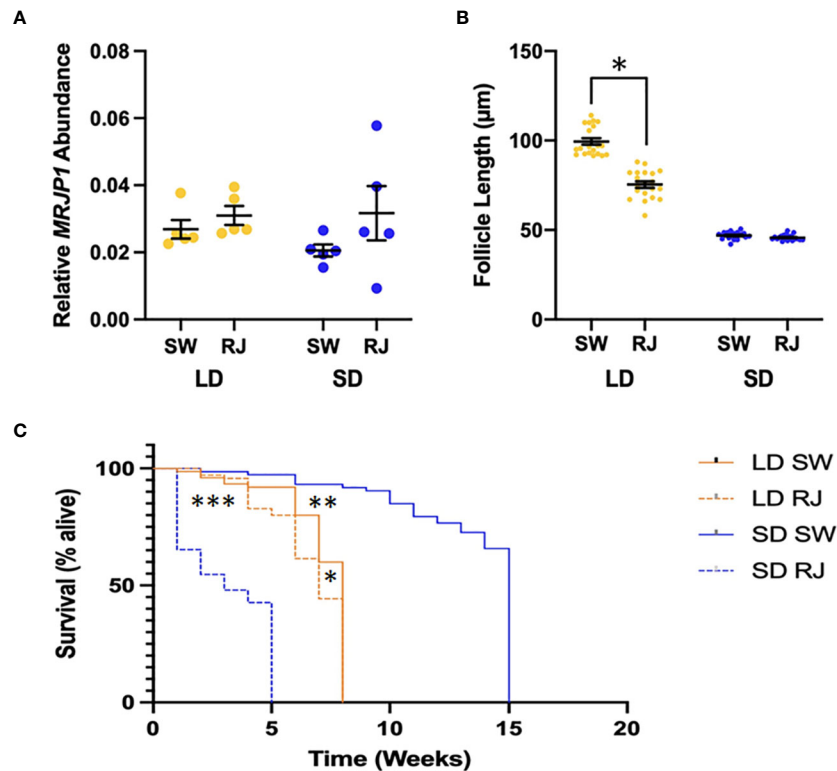 A
Relative MRJP1 Abundance
0.08
0.06
0.04
0.02
0.00
SW RJ SW RJ
LD SD
B
Follicle Length (µm)
150
100
50
0
*
SW RJ SW RJ
LD SD
C
Survival (% alive)
100
50
0
***
**
*
0 5 10 15 20
Time (Weeks)
LD SW
LD RJ
SD SW
SD RJ